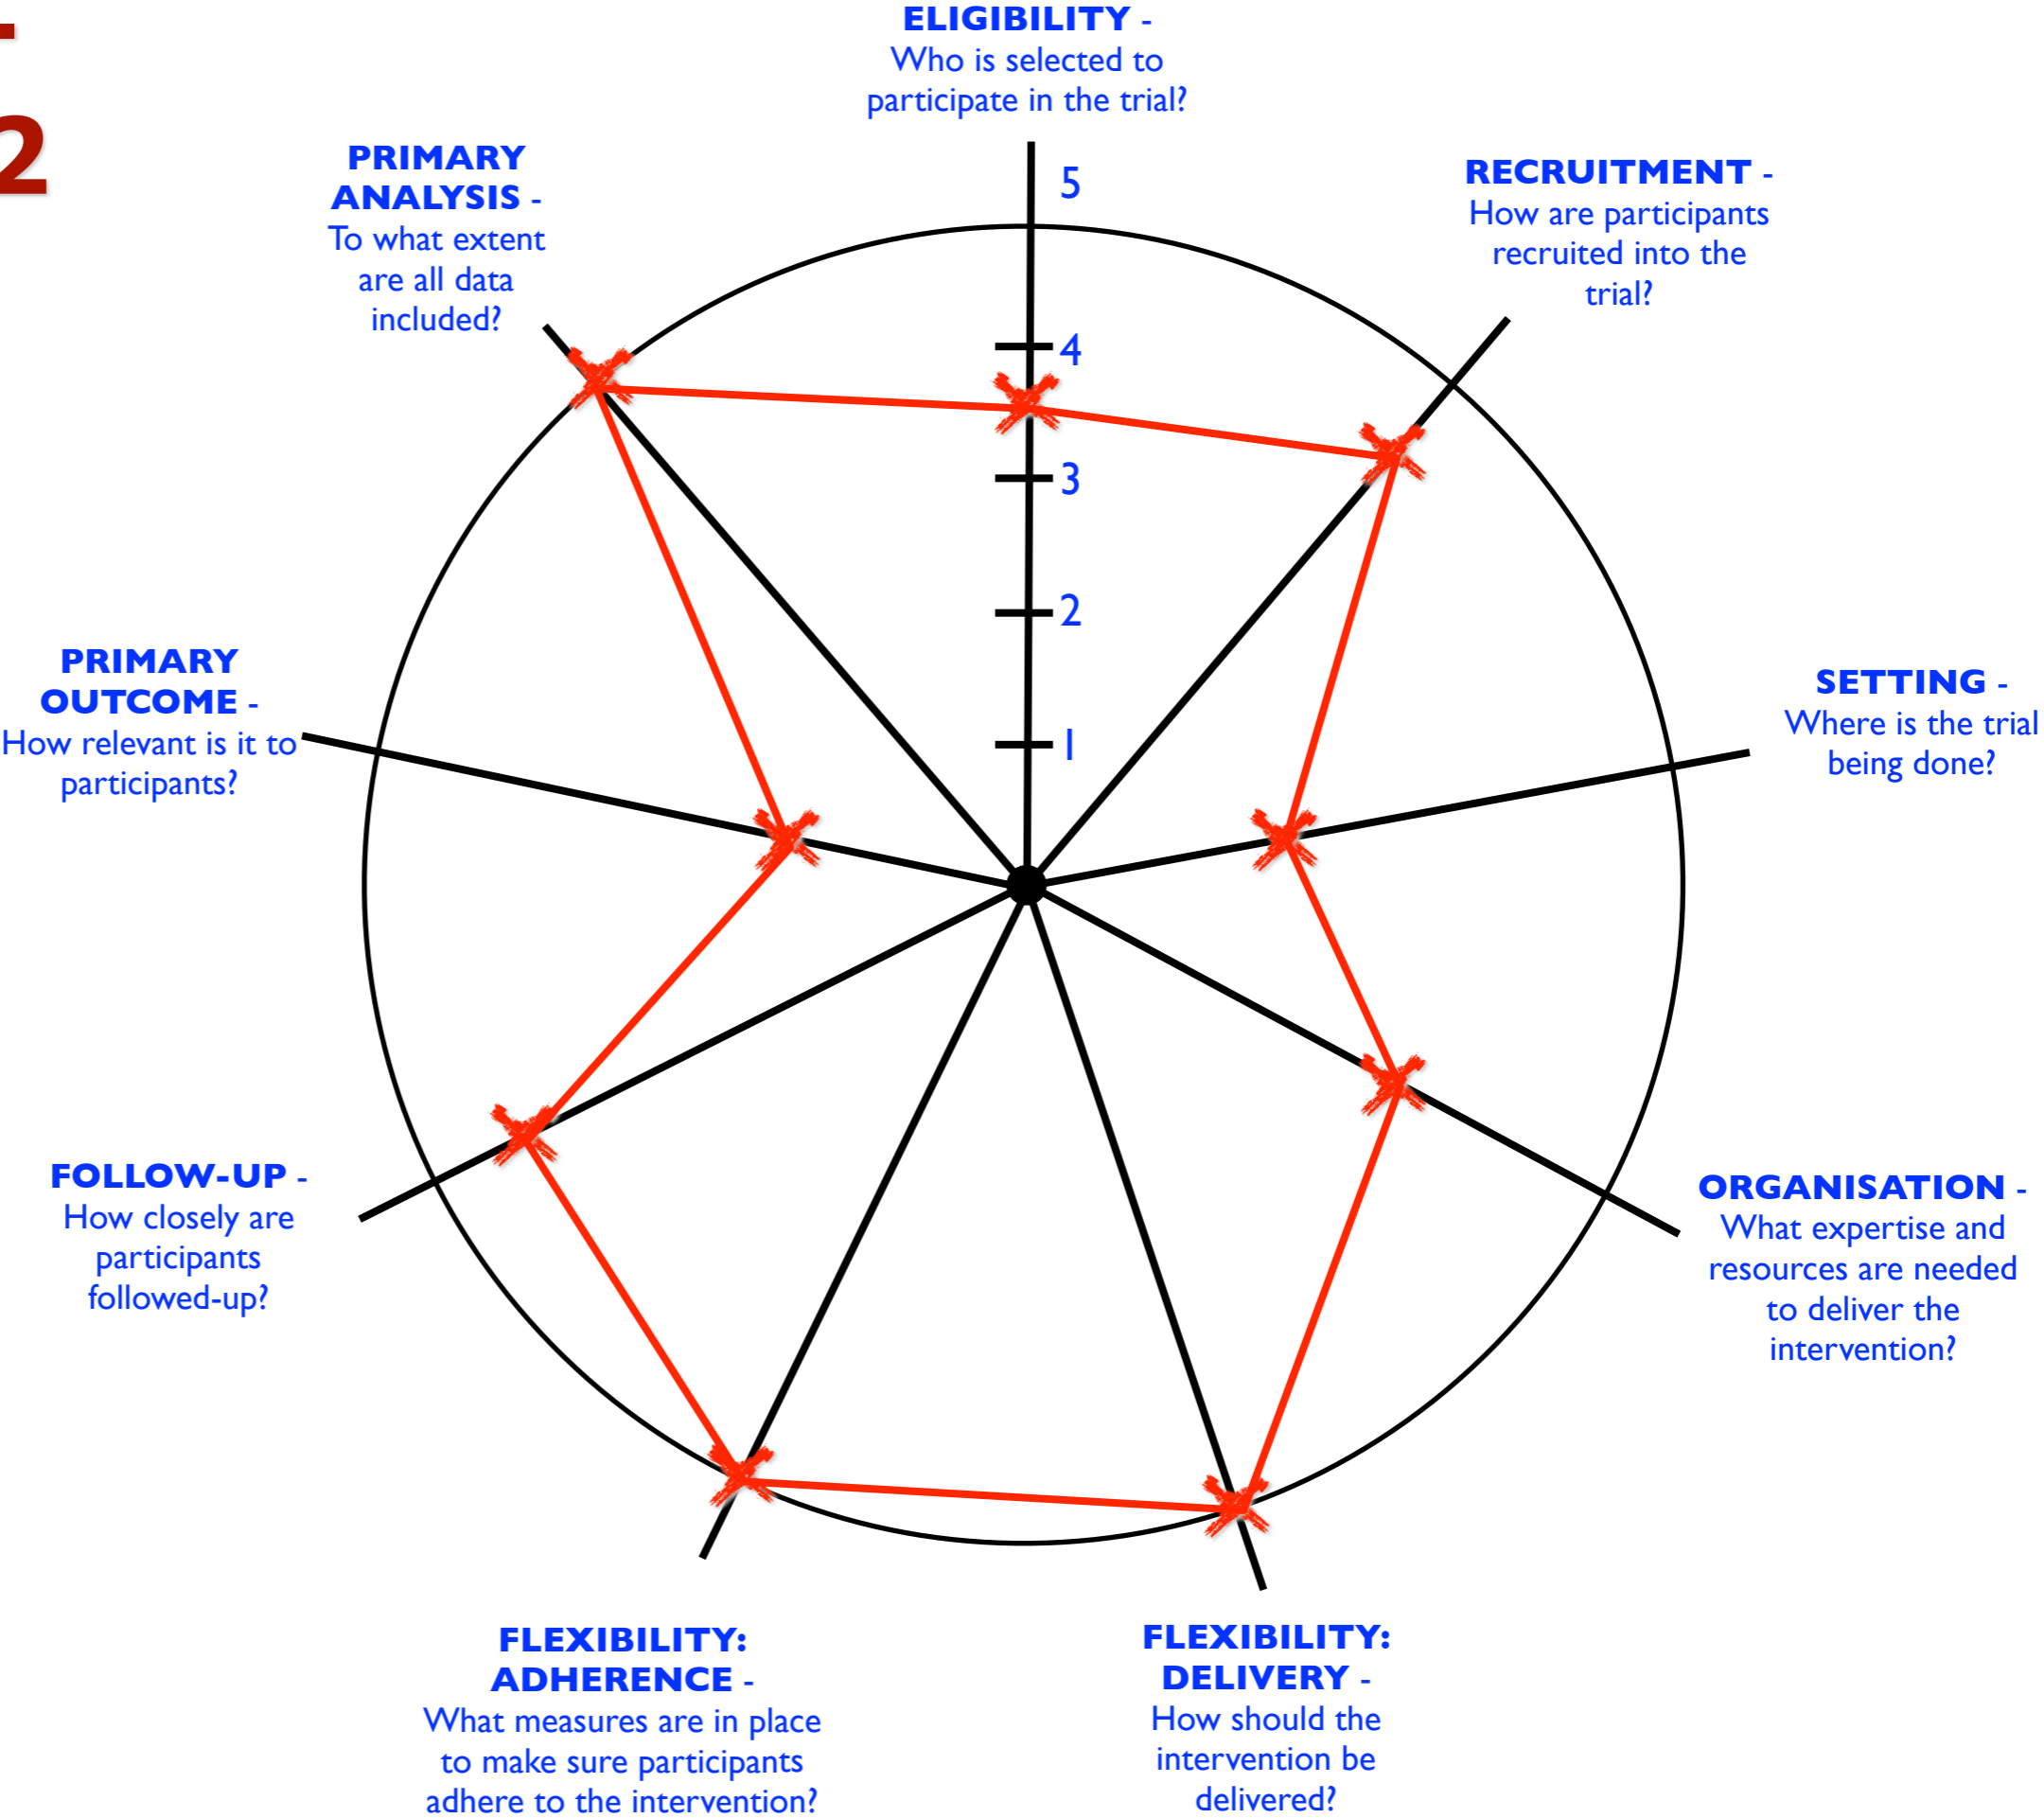 2
ELIGIBILITY -
Who is selected to
participate in the trial?
PRIMARY
ANALYSIS -
To what extent
are all data
included?
RECRUITMENT -
How are participants
recruited into the
trial?
5
4
3
2
1
PRIMARY
OUTCOME -
How relevant is it to
participants?
SETTING -
Where is the trial
being done?
FOLLOW-UP -
How closely are
participants
followed-up?
ORGANISATION -
What expertise and
resources are needed
to deliver the
intervention?
FLEXIBILITY:
ADHERENCE -
What measures are in place
to make sure participants
adhere to the intervention?
FLEXIBILITY:
DELIVERY -
How should the
intervention be
delivered?